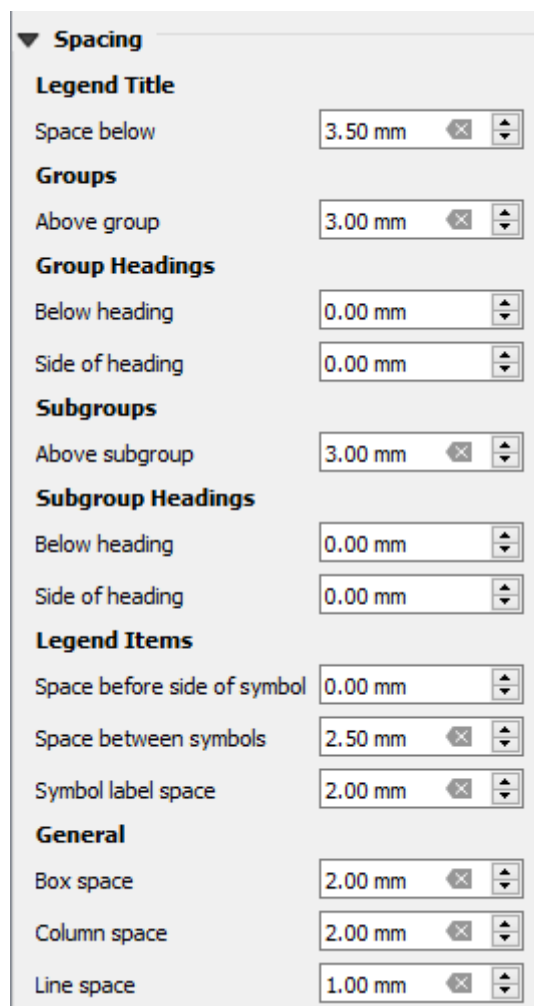 Spacing
Legend Title
Space below 3.50 mm
Groups
Above group 3.00 mm
Group Headings
Below heading 0.00 mm
Side of heading 0.00 mm
Subgroups
Above subgroup 3.00 mm
Subgroup Headings
Below heading 0.00 mm
Side of heading 0.00 mm
Legend Items
Space before side of symbol 0.00 mm
Space between symbols 2.50 mm
Symbol label space 2.00 mm
General
Box space 2.00 mm
Column space 2.00 mm
Line space 1.00 mm